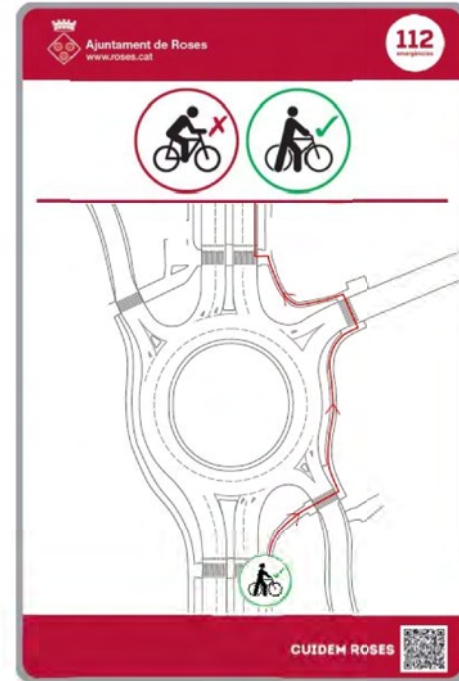 Ajuntament de Roses
www.roses.cat
112
emergències
CUIDEM ROSES